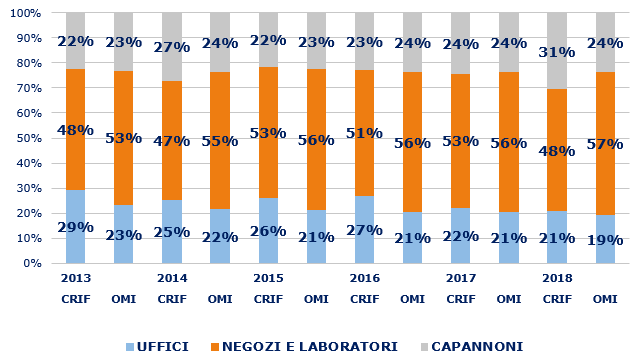 100%
22% 23% 27% 24% 22% 23% 23% 24% 24% 24% 31% 24%
90%
80%
70%
60%
48% 53% 47% 55% 53% 56% 51% 56% 53% 56% 48% 57%
50%
40%
30%
20%
29% 23% 25% 22% 26% 21% 27% 21% 22% 21% 21% 19%
10%
0%
2013 2014 2015 2016 2017 2018
CRIF OMI CRIF OMI CRIF OMI CRIF OMI CRIF OMI CRIF OMI
UFFICI NEGOZI E LABORATORI CAPANNONI